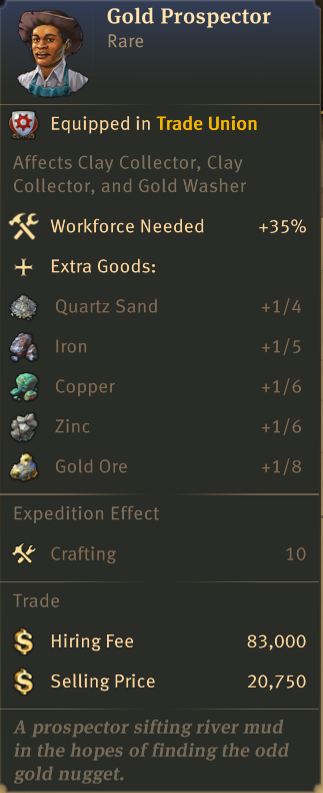 Gold Prospector
Rare
Equipped in Trade Union
Affects Clay Collector, Clay
Collector, and Gold Washer
Workforce Needed +35%
Extra Goods:
Quartz Sand +1/4
Iron +1/5
Copper +1/6
Zinc +1/6
Gold Ore +1/8
Expedition Effect
Crafting 10
Trade
Hiring Fee 83,000
Selling Price 20,750
A prospector sifting river mud
in the hopes of finding the odd
gold nugget.